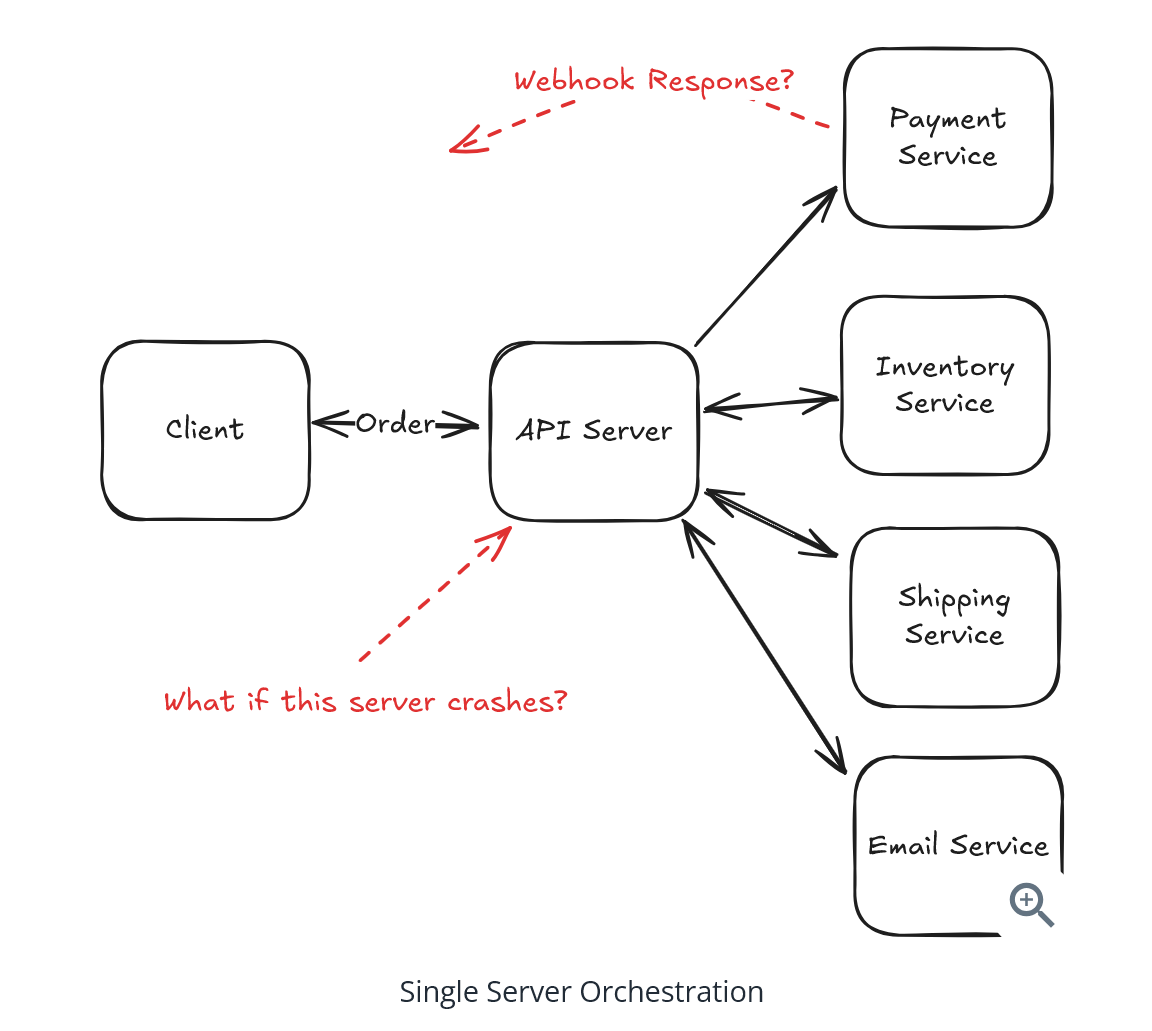 Webhook Response?
Payment
Service
Inventory
Service
Client
Order
API Server
Shipping
Service
What if this server crashes?
Email Service
Single Server Orchestration